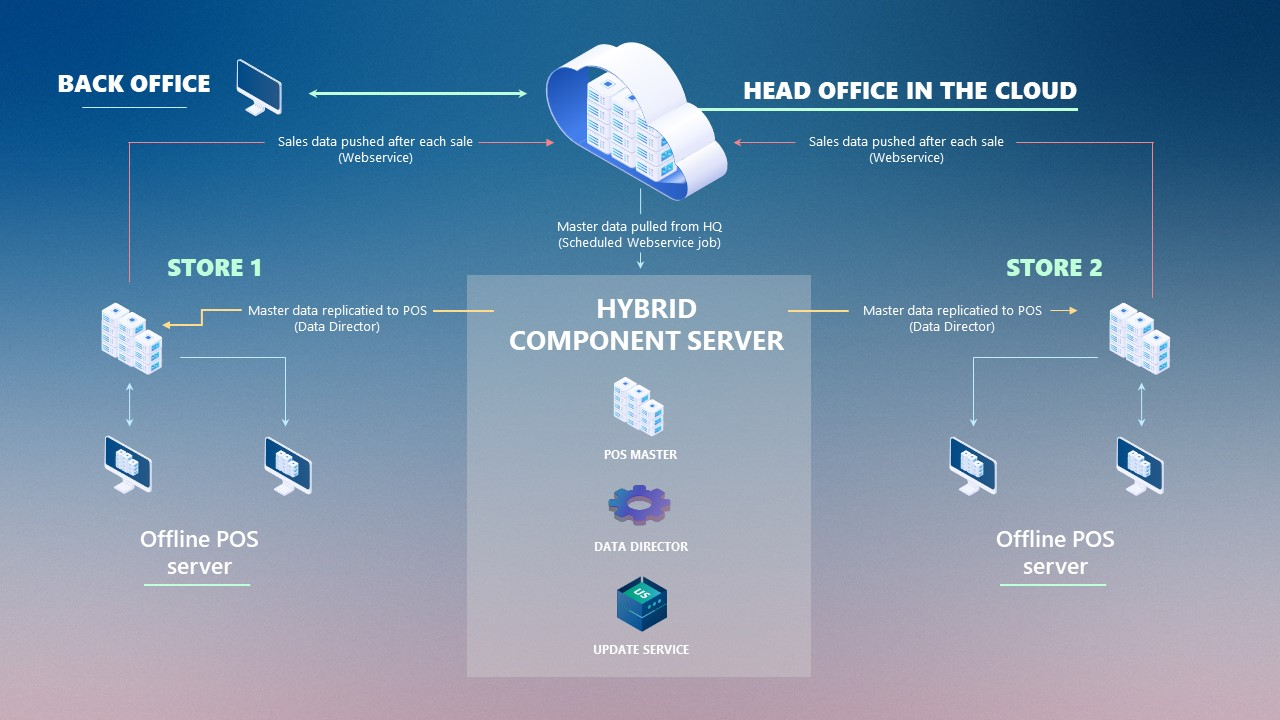 BACK OFFICE
HEAD OFFICE IN THE CLOUD
Sales data pushed after each sale
(Webservice)
Sales data pushed after each sale
(Webservice)
Master data pulled from HQ
(Scheduled Webservice job)
STORE 1
STORE 2
Master data replicatied to POS
(Data Director)
HYBRID
COMPONENT SERVER
Master data replicatied to POS
(Data Director)
POS MASTER
DATA DIRECTOR
US
UPDATE SERVICE
Offline POS
server
Offline POS
server